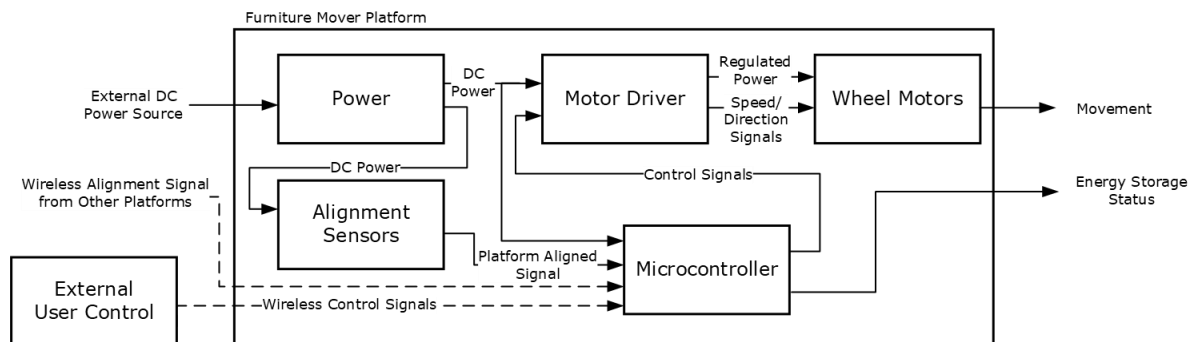 Furniture Mover Platform
External DC
Power Source
Power
DC
Power
Motor Driver
Regulated
Power
Speed/
Direction
Signals
Wheel Motors
Movement
DC Power
Control Signals
Wireless Alignment Signal
from Other Platforms
Alignment
Sensors
Energy Storage
Status
Platform Aligned
Signal
Microcontroller
External
User Control
Wireless Control Signals